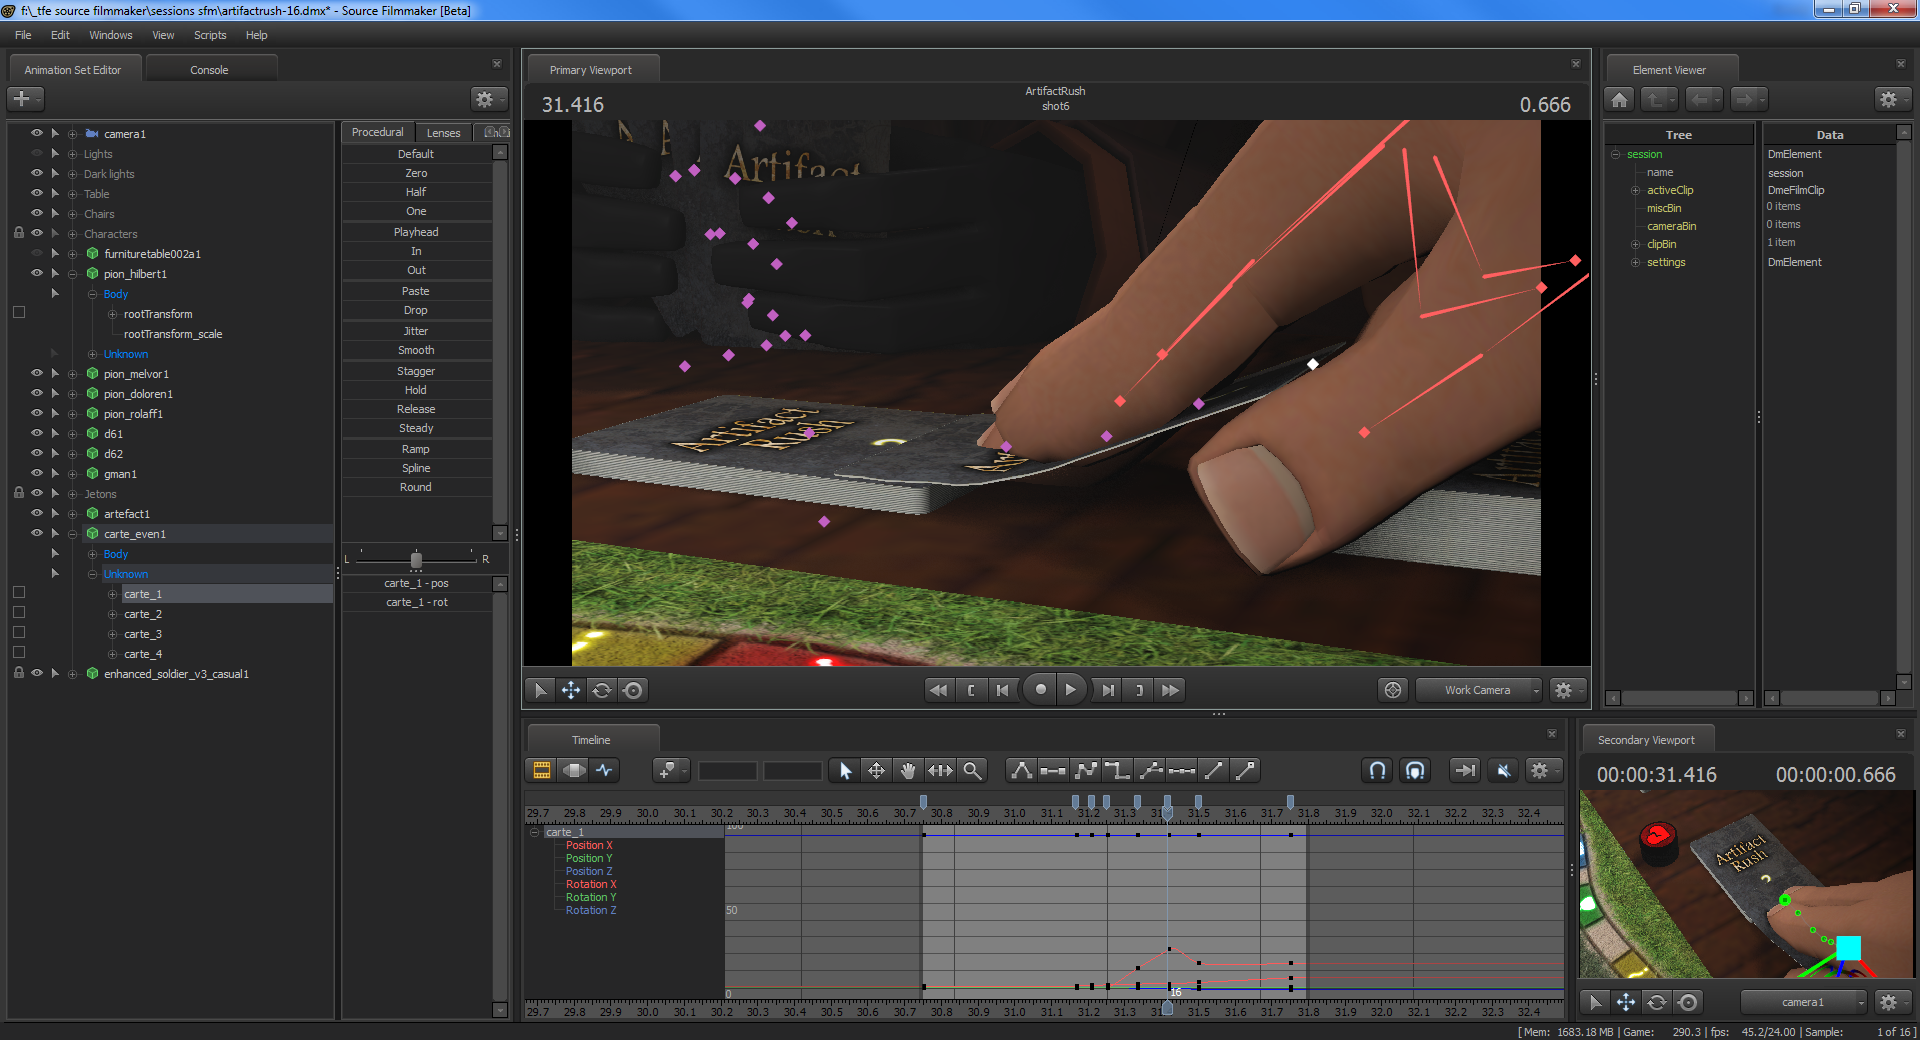 f:\_tfe source filmmaker\sessions sfm\artifactrush-16.dmx* - Source Filmmaker [Beta]
File Edit Windows View Scripts Help
Animation Set Editor
Console
camera1
Lights
Dark lights
Table
Chairs
Characters
furnituretable002a1
pion_hilbert1
Body
rootTransform
rootTransform_scale
Unknown
pion_melvor1
pion_doloren1
pion_rolaff1
d61
d62
gman1
Jetons
artefact1
carte_even1
Body
Unknown
carte_1
carte_2
carte_3
carte_4
enhanced_soldier_v3_casual1
Procedural Lenses
Default
Zero
Half
One
Playhead
In
Out
Paste
Drop
Jitter
Smooth
Stagger
Hold
Release
Steady
Ramp
Spline
Round
L R
carte_1 - pos
carte_1 - rot
Primary Viewport
31.416
ArtifactRush
shot6
0.666
Artifact
Artifact
Rush
Work Camera
Element Viewer
Tree Data
session DmElement
name session
activeClip DmeFilmClip
miscBin 0 items
cameraBin 0 items
clipBin 1 item
settings DmElement
Timeline
29.7 29.8 29.9 30.0 30.1 30.2 30.3 30.4 30.5 30.6 30.7 30.8 30.9 31.0 31.1 31.2 31.3 31.5 31.6 31.7 31.8 31.9 32.0 32.1 32.2 32.3 32.4
carte_1
Position X
Position Y
Position Z
Rotation X
Rotation Y
Rotation Z
100
50
0
16
29.7 29.8 29.9 30.0 30.1 30.2 30.3 30.4 30.5 30.6 30.7 30.8 30.9 31.0 31.1 31.2 31.3 31.5 31.6 31.7 31.8 31.9 32.0 32.1 32.2 32.3 32.4
Secondary Viewport
00:00:31.416 00:00:00.666
Artifact
Rush
camera1
[ Mem: 1683.18 MB | Game: 290.3 | fps: 45.2/24.00 | Sample: 1 of 16 ]